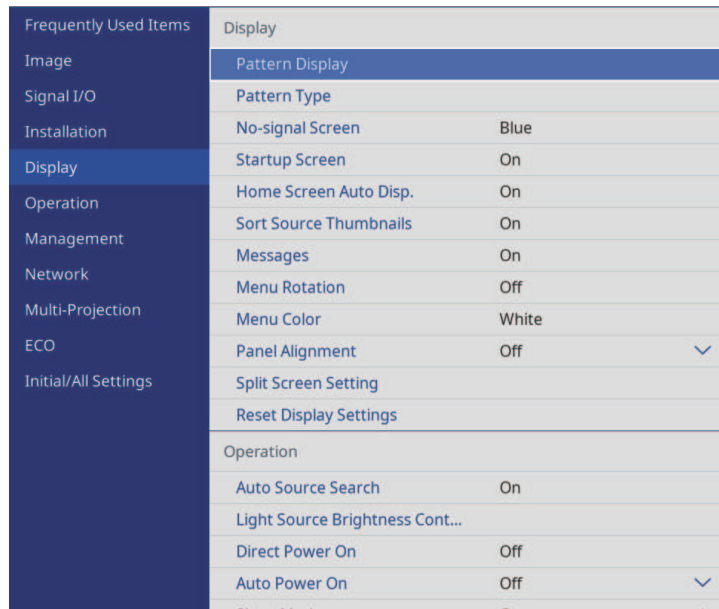 Frequently Used Items
Image
Signal I/O
Installation
Display
Operation
Management
Network
Multi-Projection
ECO
Initial/All Settings
Display
Pattern Display
Pattern Type
No-signal Screen Blue
Startup Screen On
Home Screen Auto Disp. On
Sort Source Thumbnails On
Messages On
Menu Rotation Off
Menu Color White
Panel Alignment Off
Split Screen Setting
Reset Display Settings
Operation
Auto Source Search On
Light Source Brightness Cont...
Direct Power On Off
Auto Power On Off